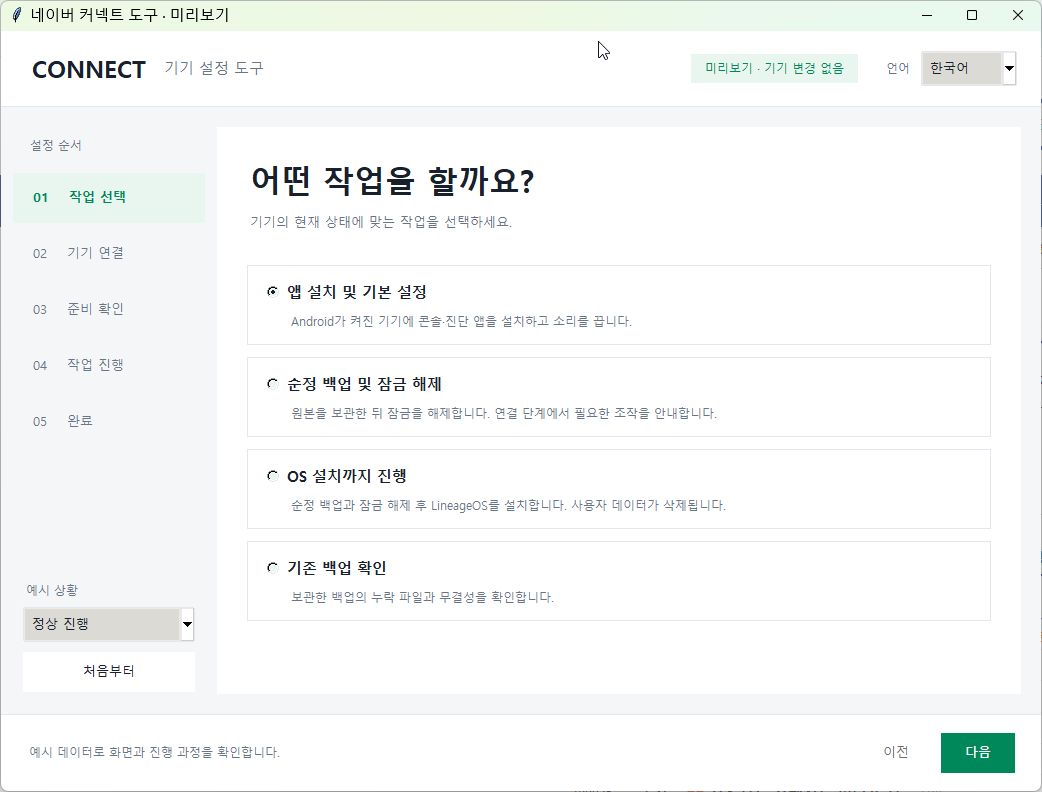 네이버 커넥트 도구 · 미리보기
CONNECT 기기 설정 도구
미리보기 · 기기 변경 없음
언어
한국어
설정 순서
01 작업 선택
02 기기 연결
03 준비 확인
04 작업 진행
05 완료
예시 상황
정상 진행
처음부터
어떤 작업을 할까요?
기기의 현재 상태에 맞는 작업을 선택하세요.
앱 설치 및 기본 설정
Android가 켜진 기기에 콘솔·진단 앱을 설치하고 소리를 끕니다.
순정 백업 및 잠금 해제
원본을 보관한 뒤 잠금을 해제합니다. 연결 단계에서 필요한 조작을 안내합니다.
OS 설치까지 진행
순정 백업과 잠금 해제 후 LineageOS를 설치합니다. 사용자 데이터가 삭제됩니다.
기존 백업 확인
보관한 백업의 누락 파일과 무결성을 확인합니다.
예시 데이터로 화면과 진행 과정을 확인합니다.
이전
다음